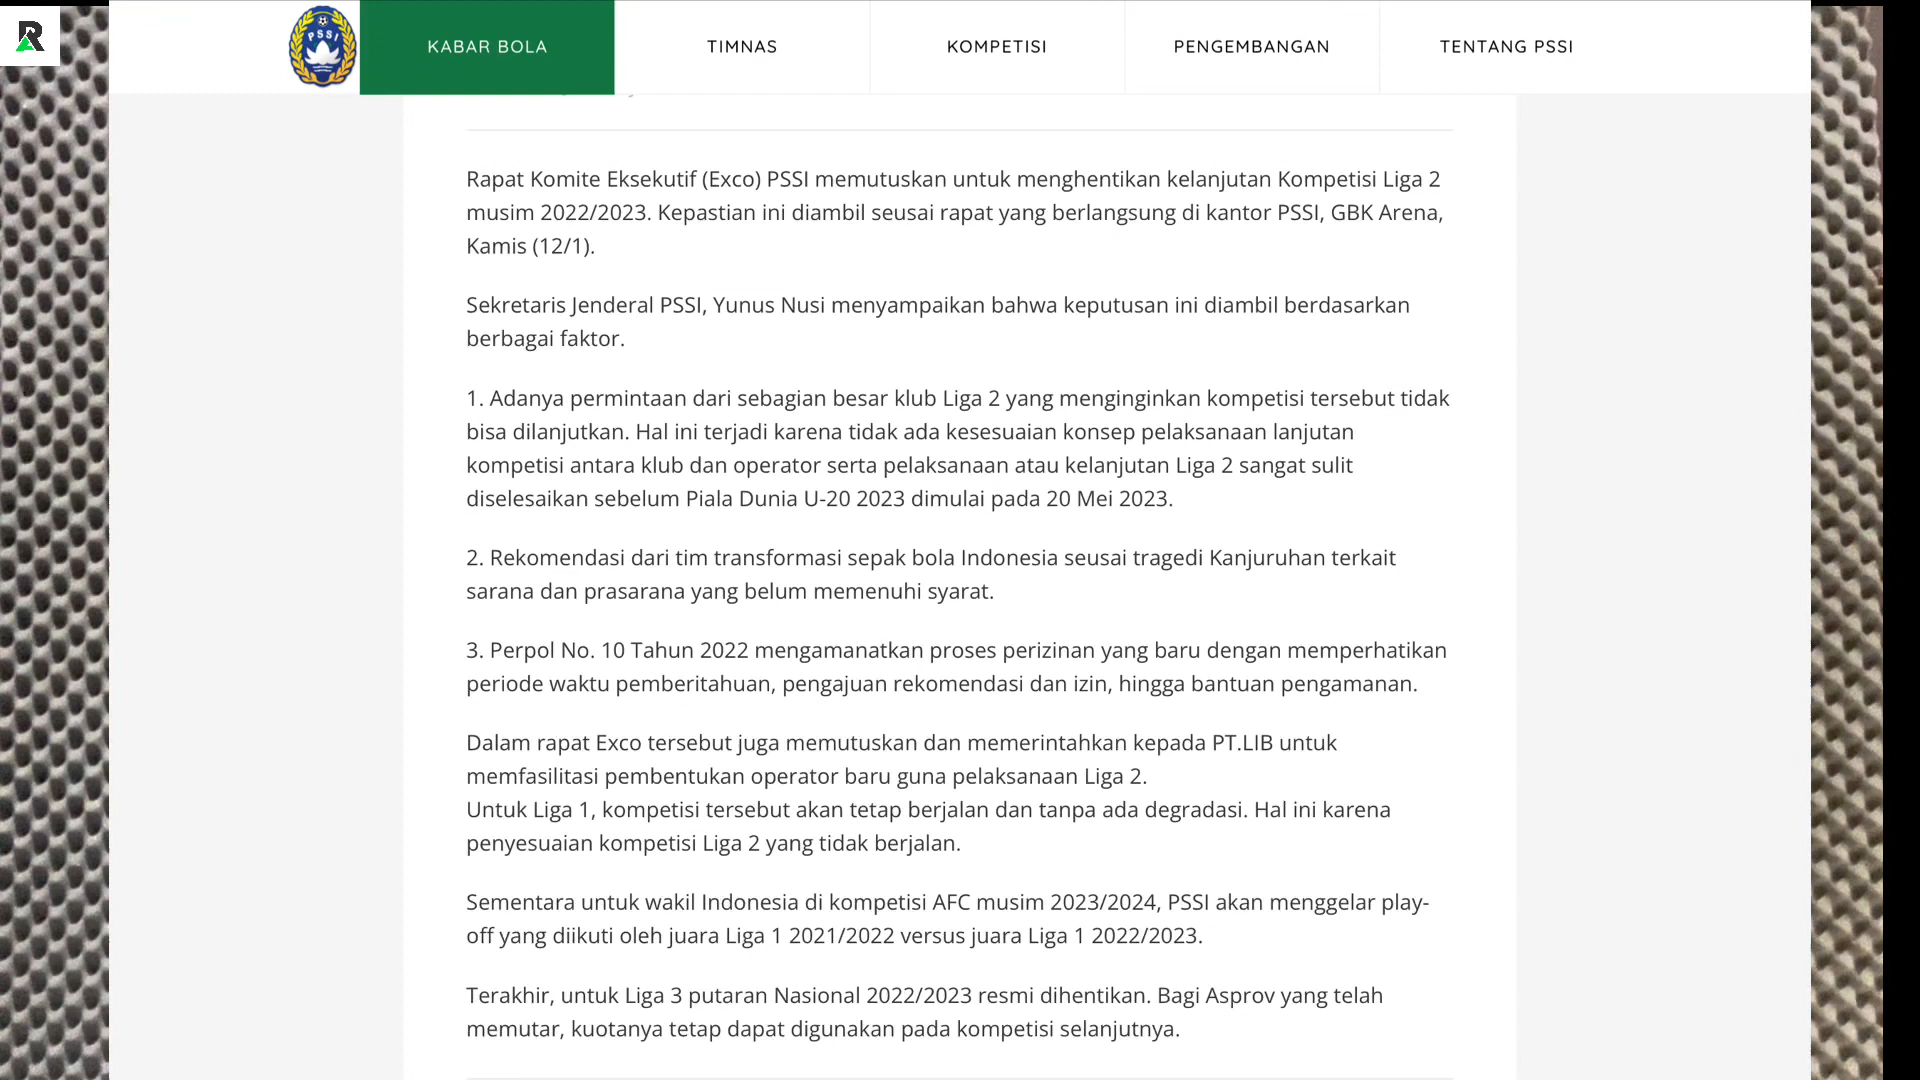 PSSI
KABAR BOLA
TIMNAS
KOMPETISI
PENGEMBANGAN
TENTANG PSSI
Rapat Komite Eksekutif (Exco) PSSI memutuskan untuk menghentikan kelanjutan Kompetisi Liga 2
musim 2022/2023. Kepastian ini diambil seusai rapat yang berlangsung di kantor PSSI, GBK Arena,
Kamis (12/1).
Sekretaris Jenderal PSSI, Yunus Nusi menyampaikan bahwa keputusan ini diambil berdasarkan
berbagai faktor.
1. Adanya permintaan dari sebagian besar klub Liga 2 yang menginginkan kompetisi tersebut tidak
bisa dilanjutkan. Hal ini terjadi karena tidak ada kesesuaian konsep pelaksanaan lanjutan
kompetisi antara klub dan operator serta pelaksanaan atau kelanjutan Liga 2 sangat sulit
diselesaikan sebelum Piala Dunia U-20 2023 dimulai pada 20 Mei 2023.
2. Rekomendasi dari tim transformasi sepak bola Indonesia seusai tragedi Kanjuruhan terkait
sarana dan prasarana yang belum memenuhi syarat.
3. Perpol No. 10 Tahun 2022 mengamanatkan proses perizinan yang baru dengan memperhatikan
periode waktu pemberitahuan, pengajuan rekomendasi dan izin, hingga bantuan pengamanan.
Dalam rapat Exco tersebut juga memutuskan dan memerintahkan kepada PT.LIB untuk
memfasilitasi pembentukan operator baru guna pelaksanaan Liga 2.
Untuk Liga 1, kompetisi tersebut akan tetap berjalan dan tanpa ada degradasi. Hal ini karena
penyesuaian kompetisi Liga 2 yang tidak berjalan.
Sementara untuk wakil Indonesia di kompetisi AFC musim 2023/2024, PSSI akan menggelar play-
off yang diikuti oleh juara Liga 1 2021/2022 versus juara Liga 1 2022/2023.
Terakhir, untuk Liga 3 putaran Nasional 2022/2023 resmi dihentikan. Bagi Asprov yang telah
memutar, kuotanya tetap dapat digunakan pada kompetisi selanjutnya.